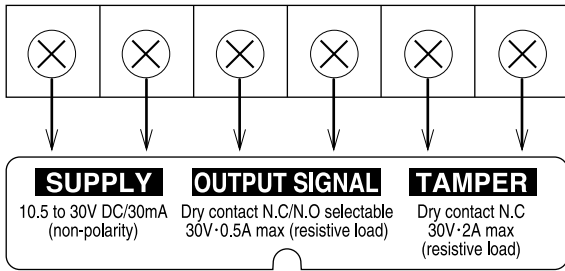 SUPPLY OUTPUT SIGNAL TAMPER
10.5 to 30V DC/30mA Dry contact N.C/N.O selectable Dry contact N.C
(non-polarity) 30V·0.5A max (resistive load) 30V·2A max
(resistive load)